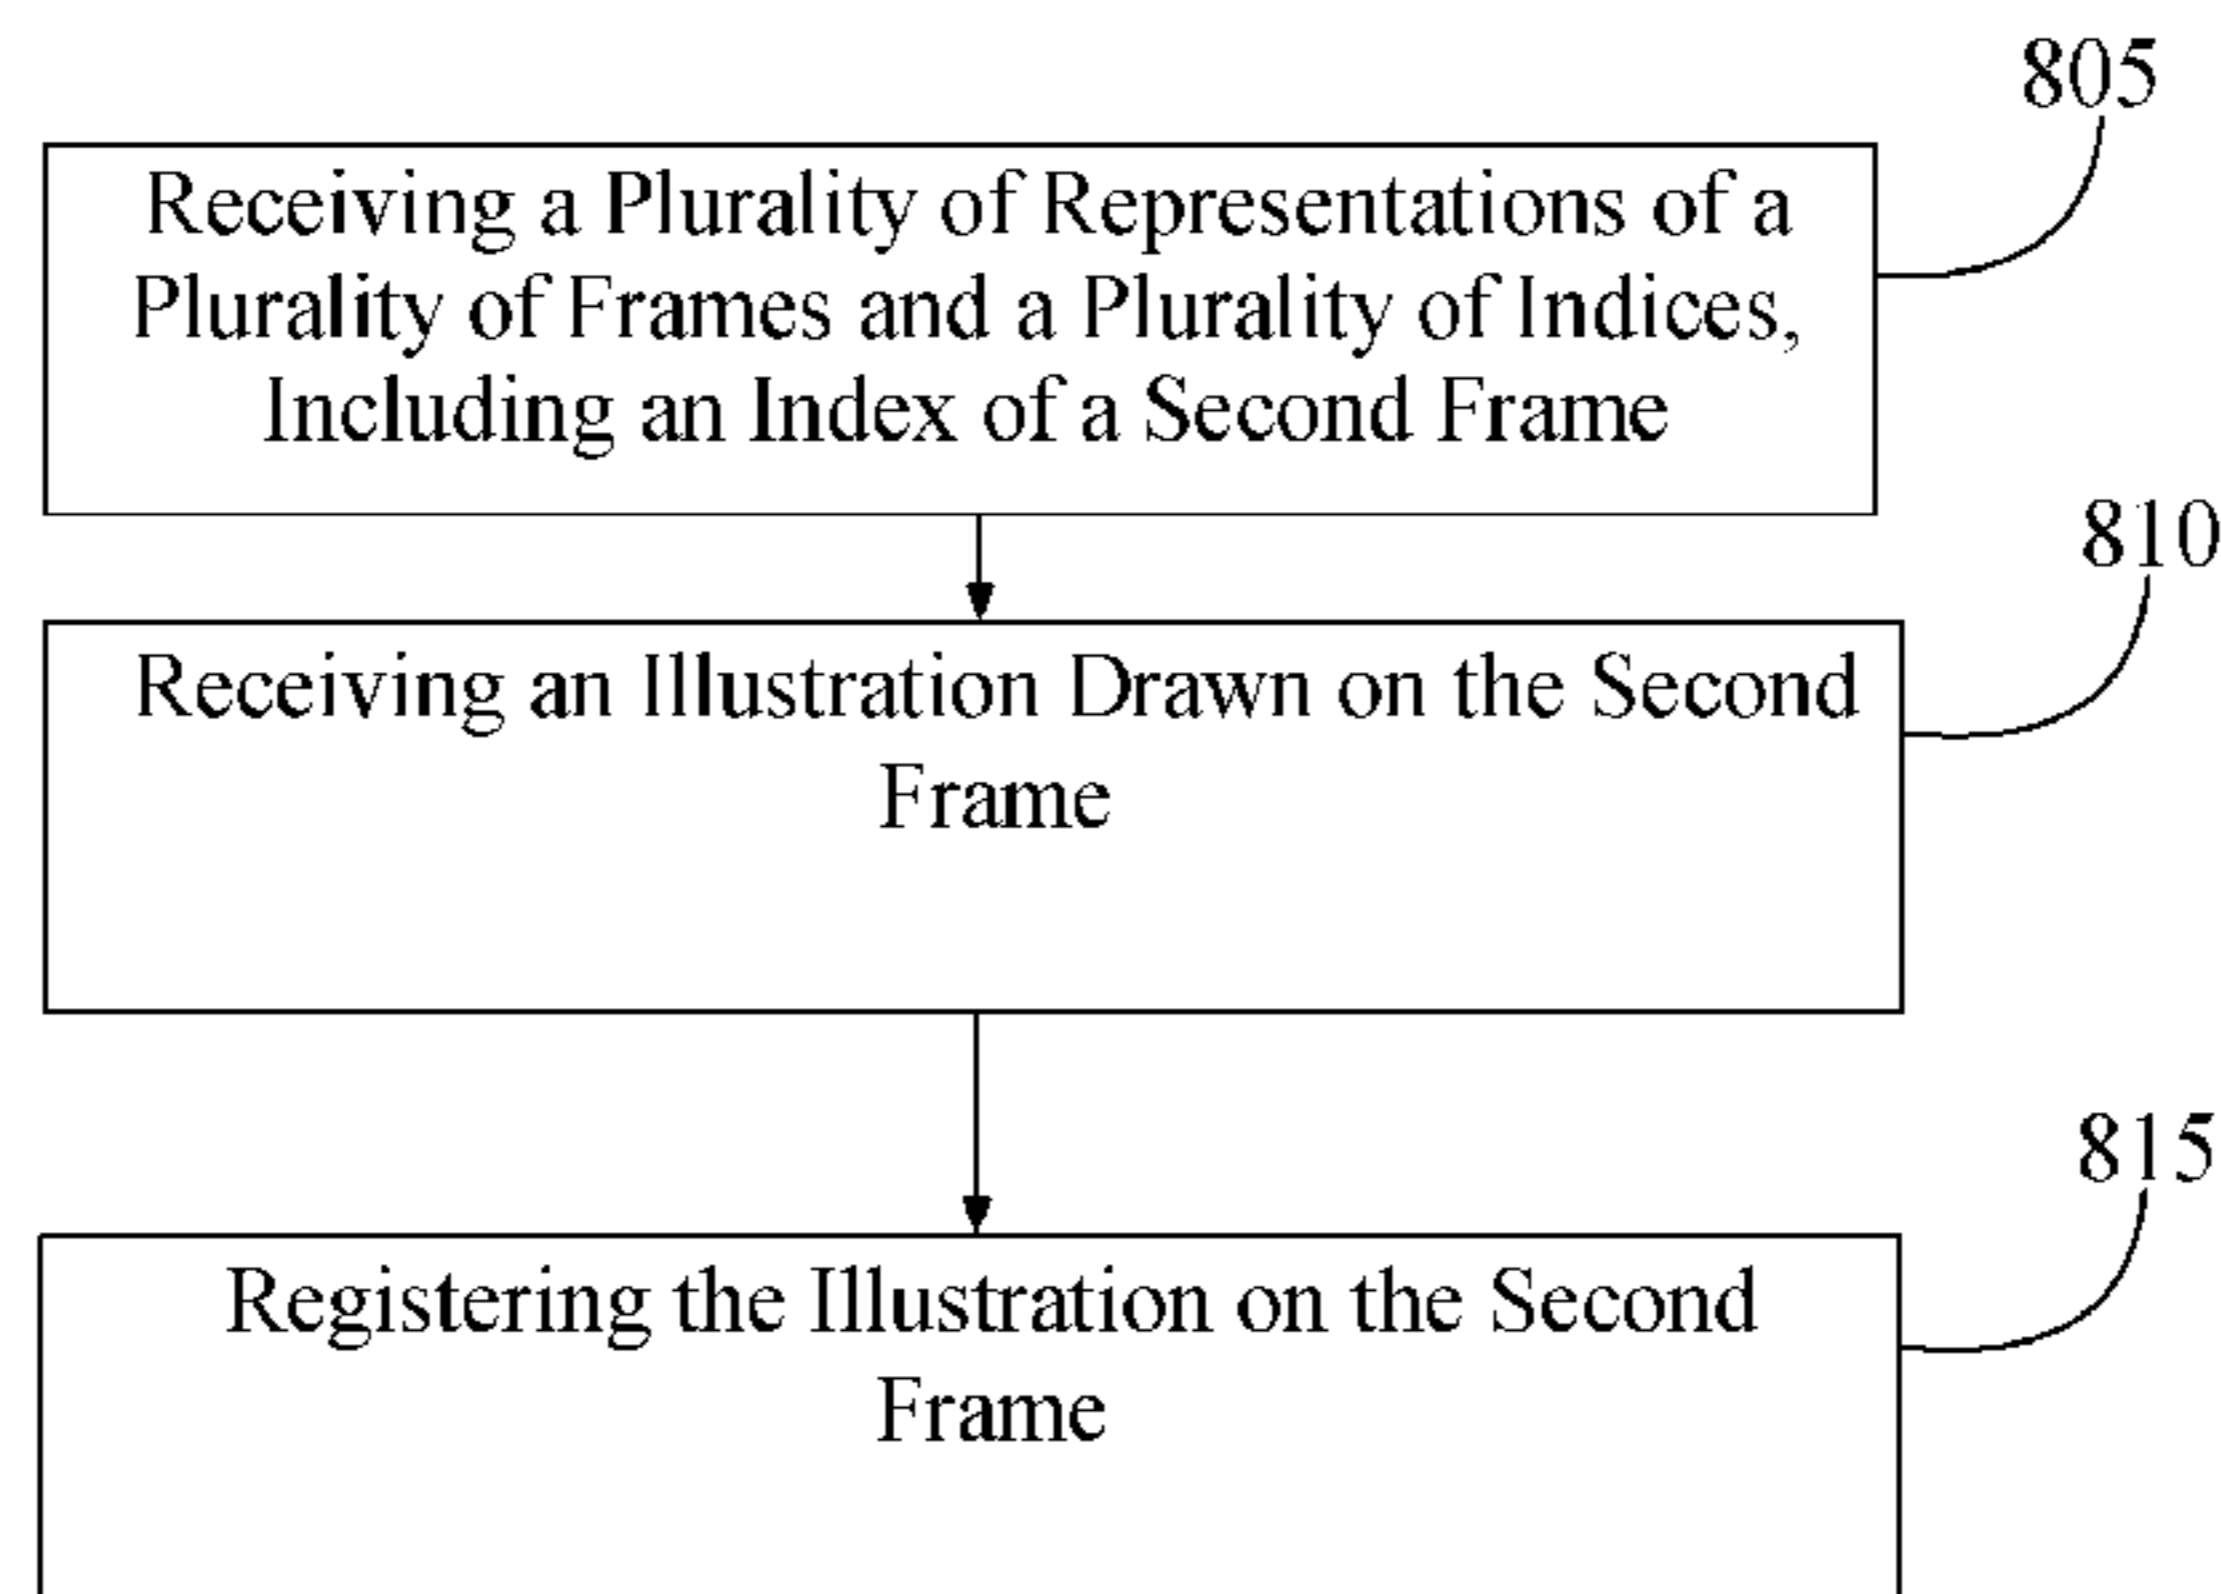 805
Receiving a Plurality of Representations of a
Plurality of Frames and a Plurality of Indices,
Including an Index of a Second Frame
810
Receiving an Illustration Drawn on the Second
Frame
815
Registering the Illustration on the Second
Frame